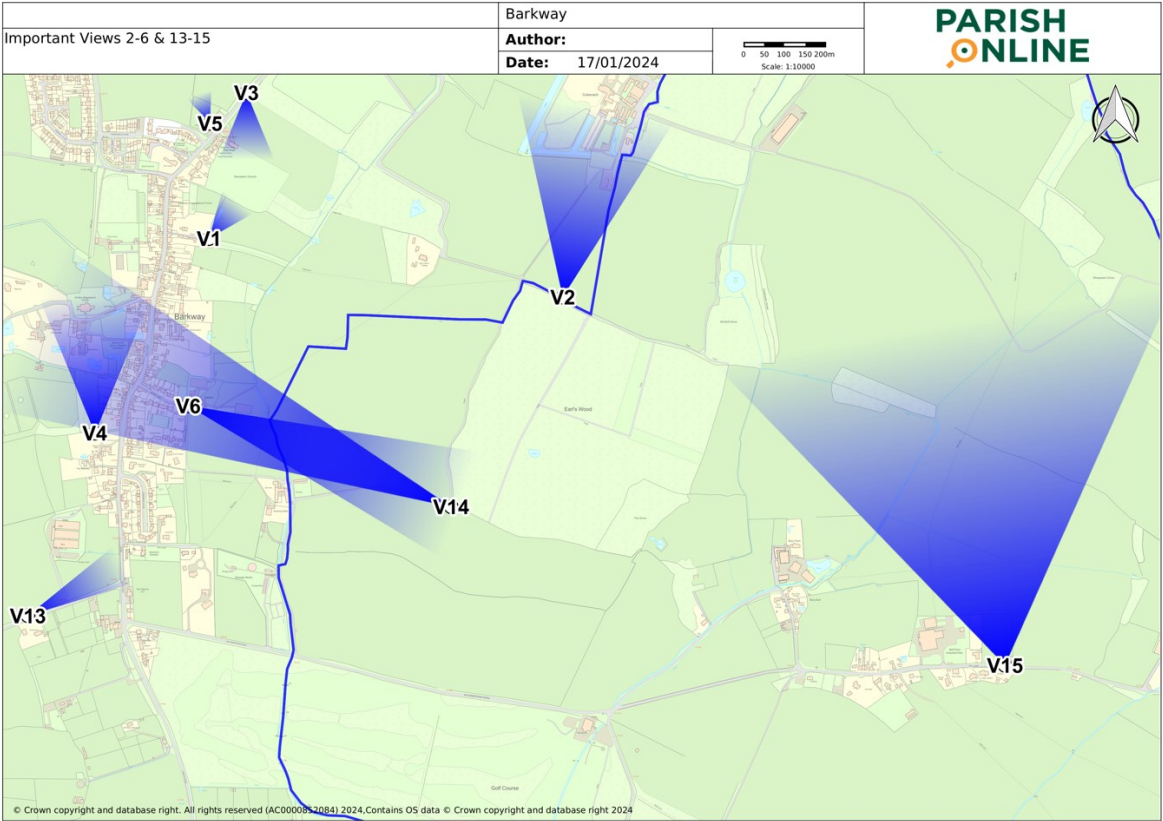 Barkway
Important Views 2-6 & 13-15
Author:
Date: 17/01/2024
0 50 100 150 200m
Scale: 1:10000
PARISH
ONLINE
V3
V5
V1
V2
Barkway
V6
Earl's Wood
V4
V14
V13
V15
Golf Course
© Crown copyright and database right. All rights reserved (AC0000852084) 2024,Contains OS data © Crown copyright and database right 2024